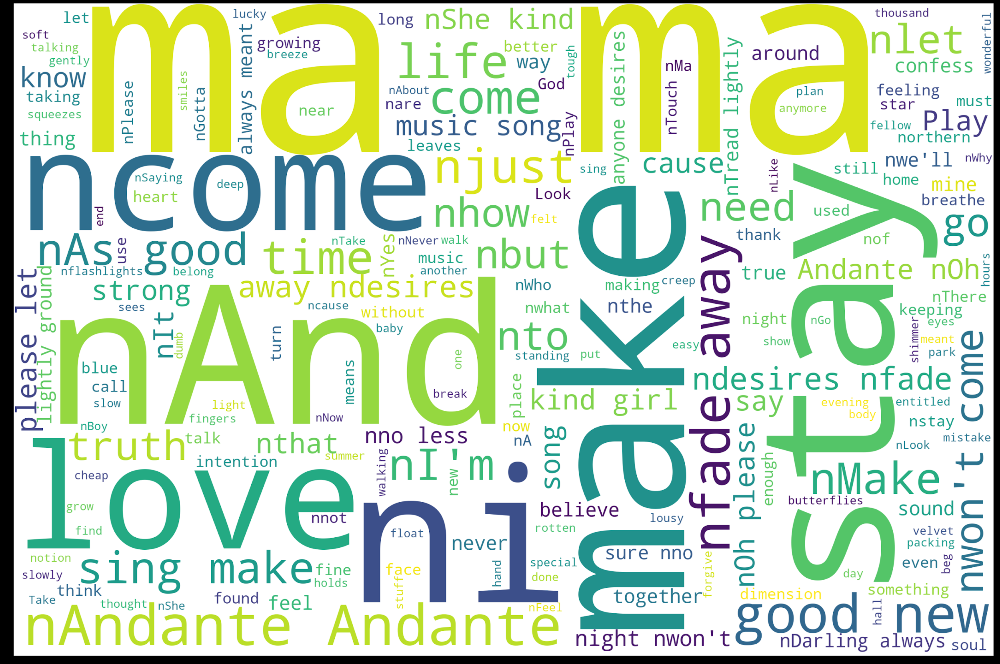 ma ma
let
lucky
long
nShe kind
thousand
nlet
wonderful
soft
talking
gently
always meant
growing
breeze
life
better
way
tough
anyone desires
nTread lightly
nMa
around
confess
know
taking
squeezes
thing
nPlease
smiles
nGotta
near
nAbout
nare
come
God
music song
nPlay
nTouch
plan
anymore
feeling
star
must
fellow
Play
northern
leaves
ncome
nSaying
deep
heart
end
njust
sing
cause
nLike
still
nwe'll
nWhy
home
mine
Look
nhow
felt
need
used
breathe
go
nAs
use
good
time
nTake
nYes
nNever
walk
music
another
nbut
make
away
thank
nof
stay
nflashlights
belong
true
Andante nOh
hours
please let
lightly ground
strong
away ndesires
nWho
making
creep
sees
nIt
dumb
ncause
without
baby
nwhat
nthe
night
nGo
nThere
keeping
eyes
nAnd
turn
one
nto
standing
put
easy
show
shimmer
meant
park
nwon't come
blue
call
slow
means
break
place
ndesires nfade
light
fingers
nBoy
nNow
kind girl
nfade
say
evening
body
entitled
nstay
truth
talk
nthat
nno less
now
nA
song
nOh please
mistake
nLook
intention
summer
walking
nI'm
new
enough
nMake
love
cheap
grow
find
nnot
ni
float
never
believe
rotten
lousy
butterflies
sound
velvet
packing
notion
slowly
sing
make
fine
holds
face
stuff
hand
special
done
sure nno
forgive
even
beg
day
think
Take
thought
nShe
found
feel
nFeel
together
dimension
something
nAndante Andante
night nwon't
good new
hall
nDarling always
soul